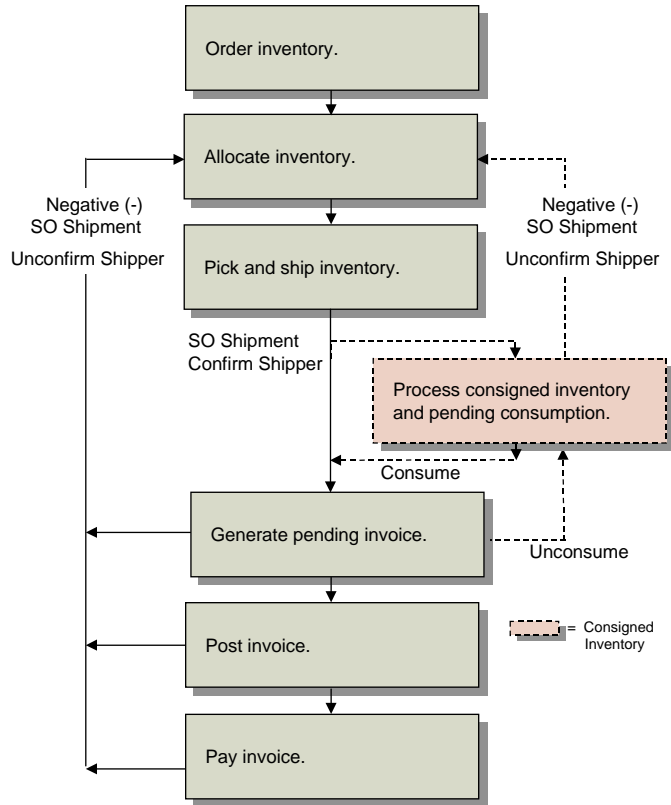 Order inventory.
Allocate inventory.
Negative (-)
SO Shipment
Unconfirm Shipper
Negative (-)
SO Shipment
Unconfirm Shipper
Pick and ship inventory.
SO Shipment
Confirm Shipper
Process consigned inventory
and pending consumption.
Consume
Generate pending invoice.
Unconsume
Post invoice.
= Consigned
Inventory
Pay invoice.